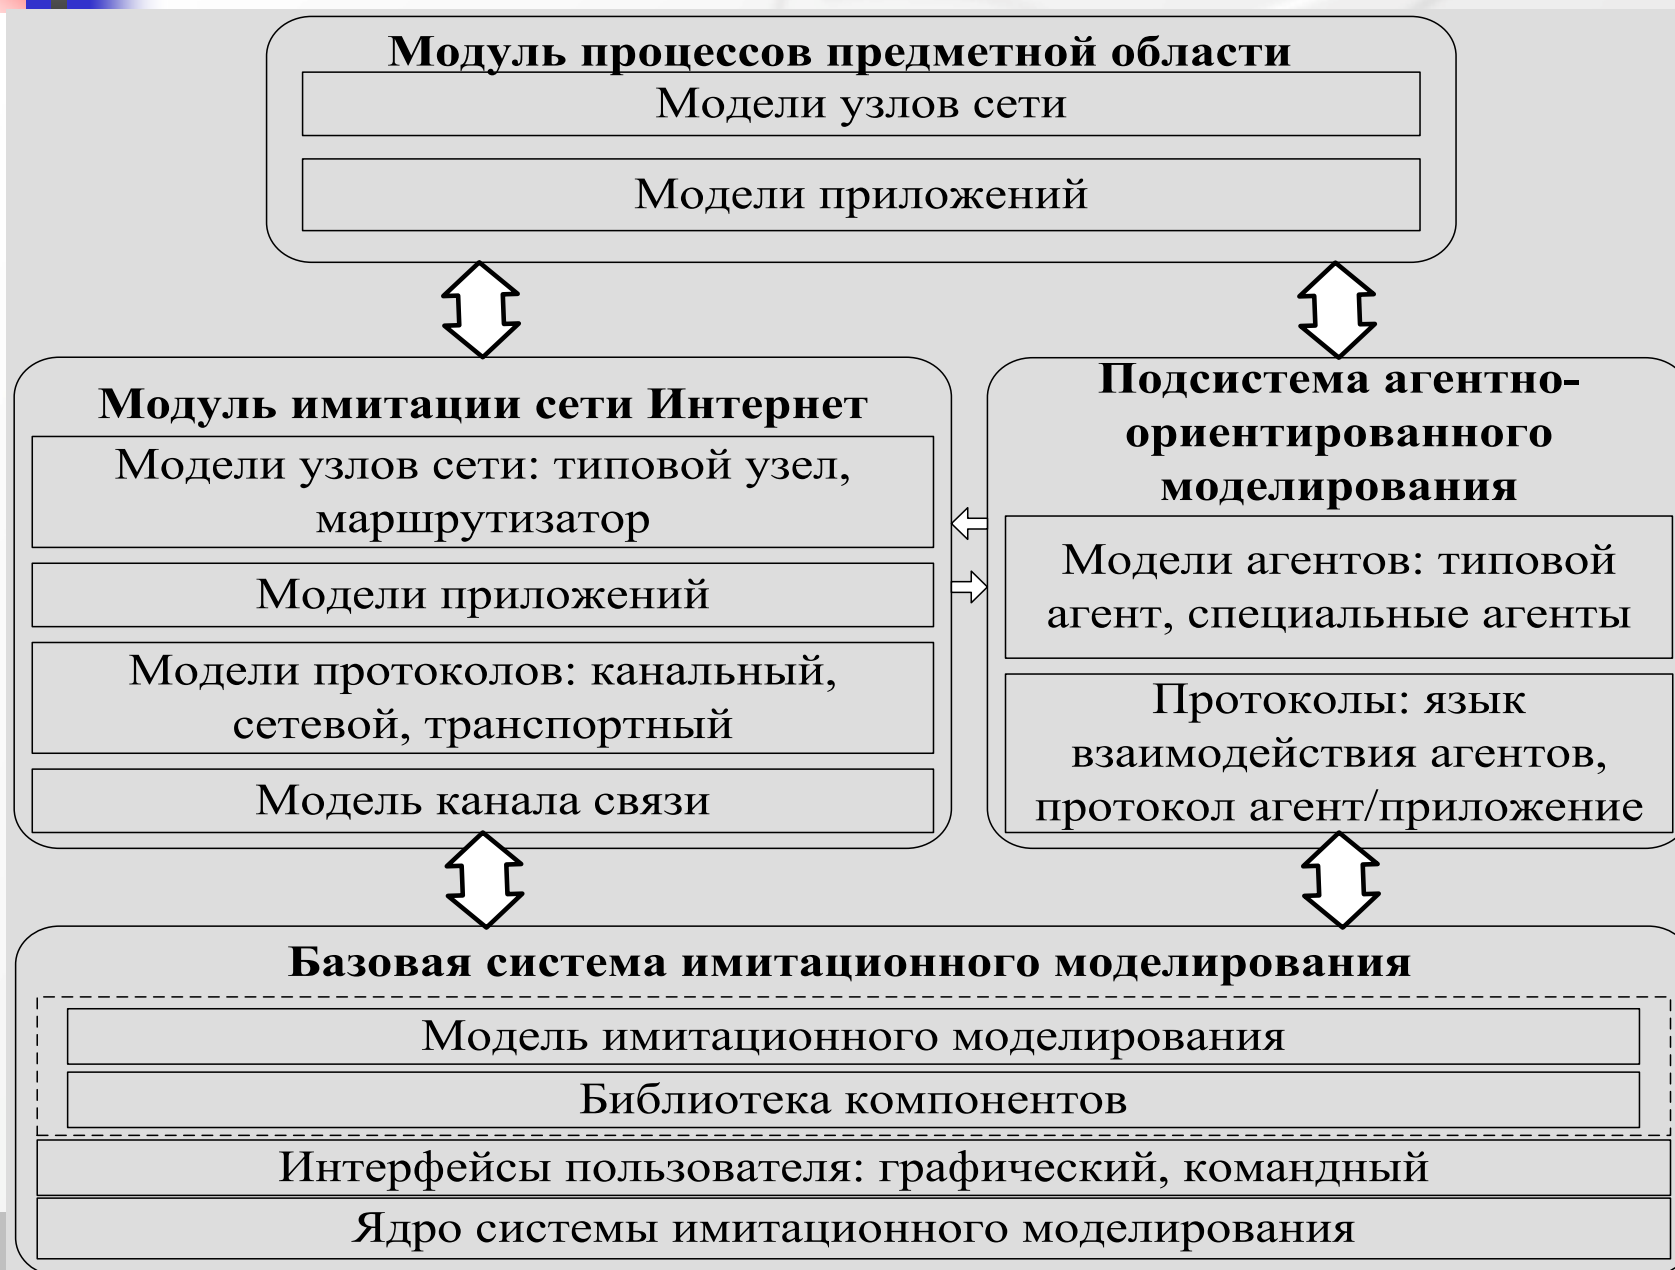 Модуль процессов предметной области
Модели узлов сети
Модели приложений
Модуль имитации сети Интернет
Модели узлов сети: типовой узел,
маршрутизатор
Модели приложений
Модели протоколов: канальный,
сетевой, транспортный
Модель канала связи
Подсистема агентно-
ориентированного
моделирования
Модели агентов: типовой
агент, специальные агенты
Протоколы: язык
взаимодействия агентов,
протокол агент/приложение
Базовая система имитационного моделирования
Модель имитационного моделирования
Библиотека компонентов
Интерфейсы пользователя: графический, командный
Ядро системы имитационного моделирования